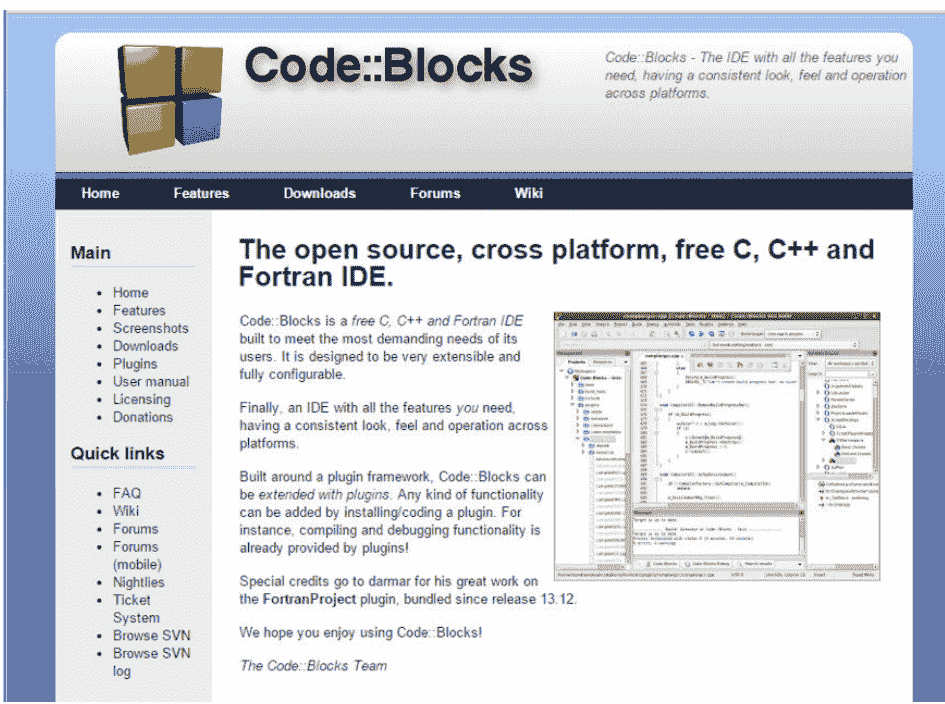 Code::Blocks
Code::Blocks - The IDE with all the features you
need, having a consistent look, feel and operation
across platforms.
Home Features Downloads Forums Wiki
Main
Home
Features
Screenshots
Downloads
Plugins
User manual
Licensing
Donations
Quick links
FAQ
Wiki
Forums
Forums
(mobile)
Nightlies
Ticket
System
Browse SVN
Browse SVN
log
The open source, cross platform, free C, C++ and
Fortran IDE.
Code::Blocks is a free C, C++ and Fortran IDE
built to meet the most demanding needs of its
users. It is designed to be very extensible and
fully configurable.
Finally, an IDE with all the features you need,
having a consistent look, feel and operation across
platforms.
Built around a plugin framework, Code::Blocks can
be extended with plugins. Any kind of functionality
can be added by installing/coding a plugin. For
instance, compiling and debugging functionality is
already provided by plugins!
Special credits go to darmar for his great work on
the FortranProject plugin, bundled since release 13.12.
We hope you enjoy using Code::Blocks!
The Code::Blocks Team